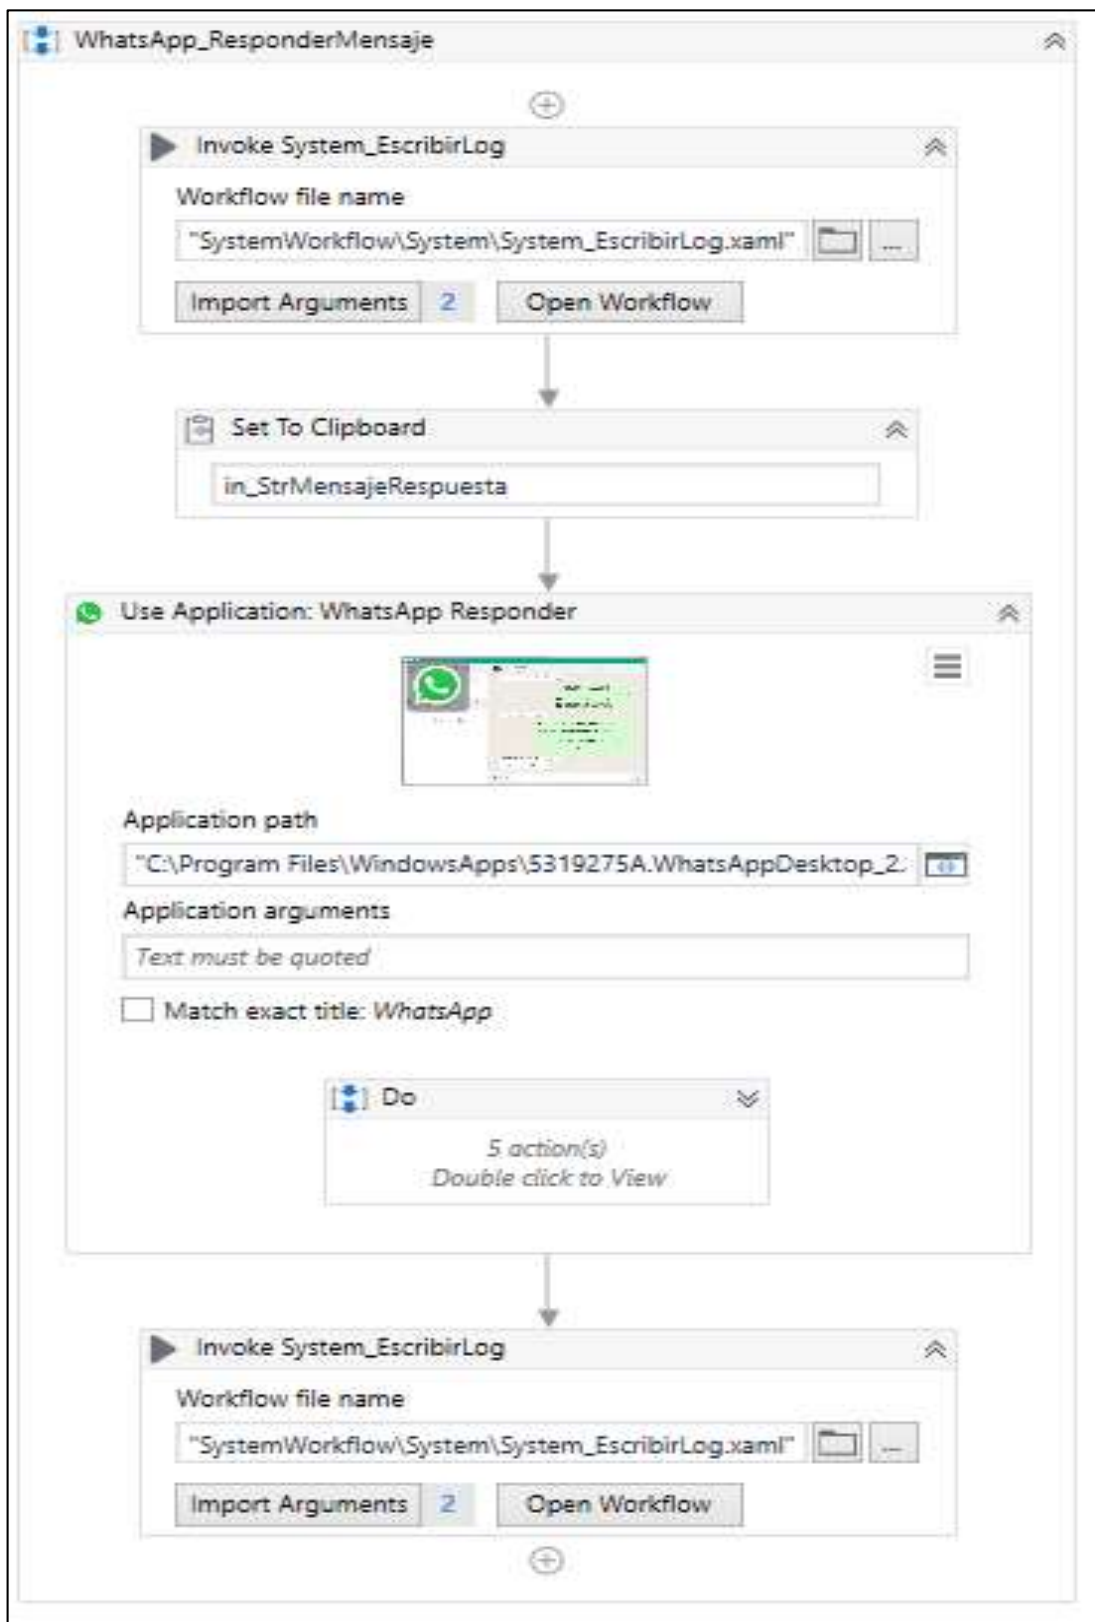 WhatsApp_ResponderMensaje
Invoke System_EscribirLog
Workflow file name
"SystemWorkflow\System\System_EscribirLog.xaml"
...
Import Arguments 2 Open Workflow
Set To Clipboard
in_StrMensajeRespuesta
Use Application: WhatsApp Responder
Application path
"C:\Program Files\WindowsApps\5319275A.WhatsAppDesktop_2.
Application arguments
Text must be quoted
Match exact title: WhatsApp
Do
5 action(s)
Double click to View
Invoke System_EscribirLog
Workflow file name
"SystemWorkflow\System\System_EscribirLog.xaml"
...
Import Arguments 2 Open Workflow